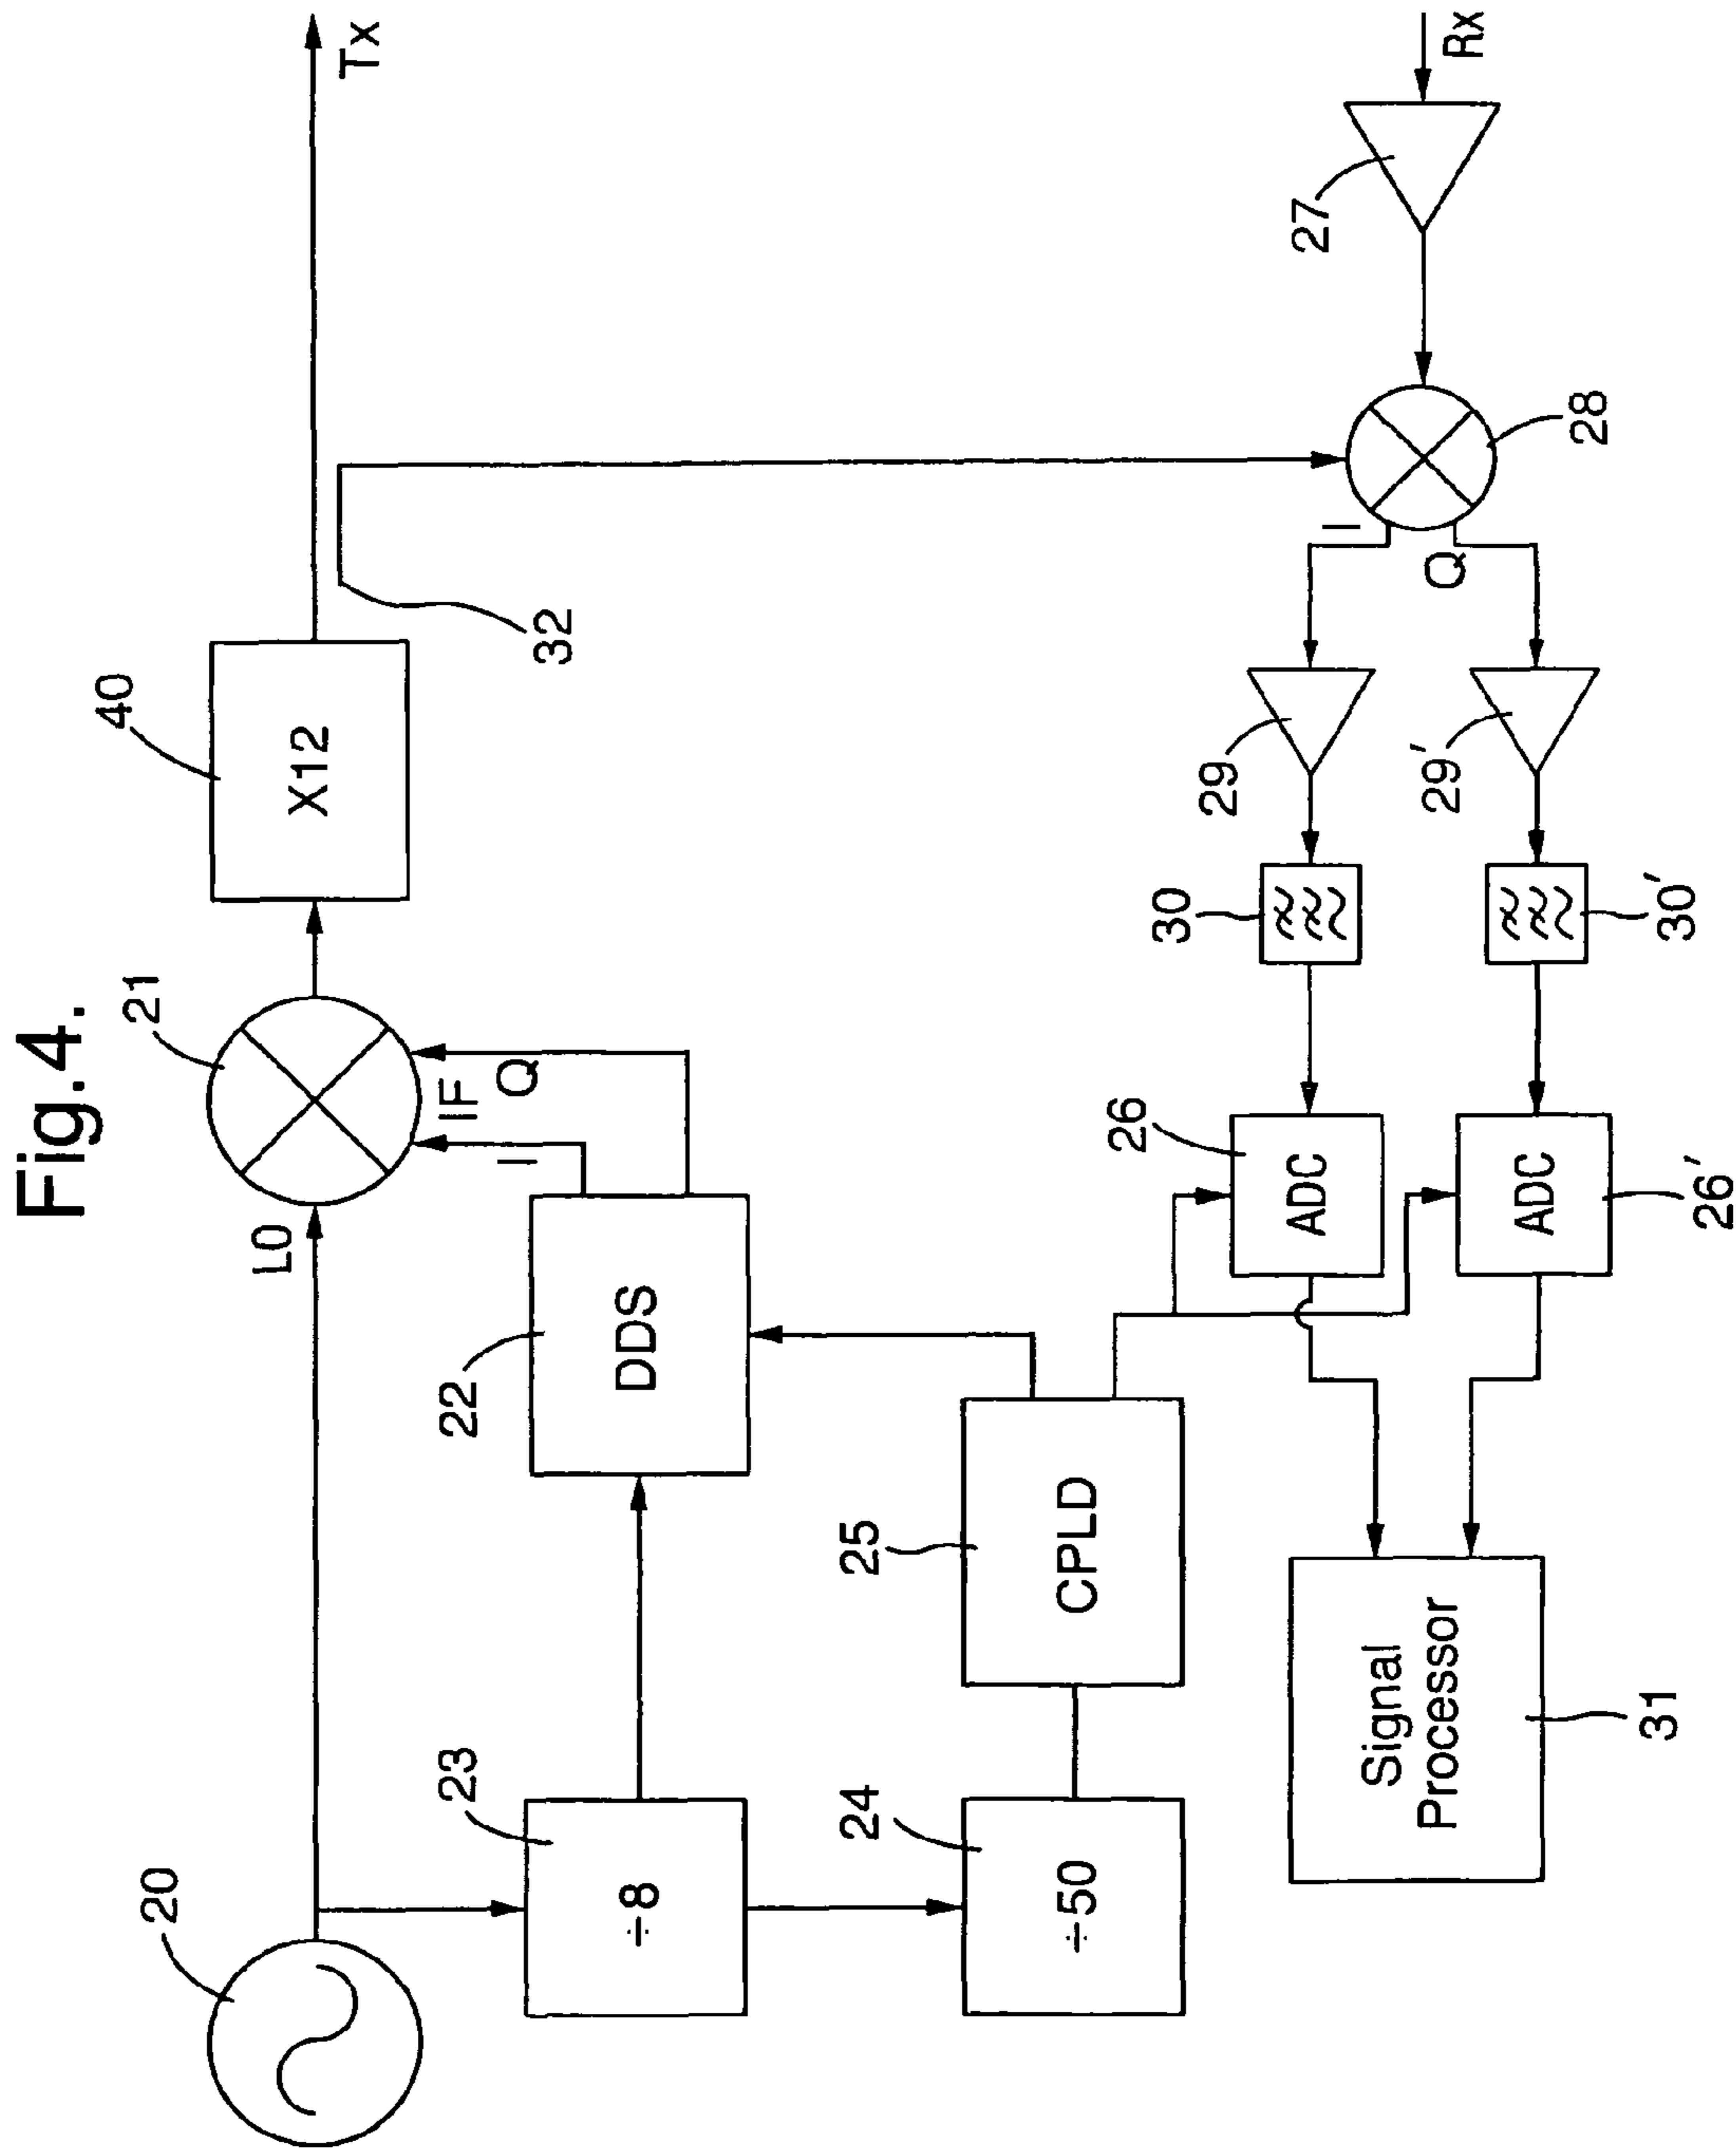 Fig.4.
20
LO
21
40
X12
Tx
IF
I
Q
32
23
÷8
22
DDS
24
÷50
25
CPLD
26
ADC
30
29
I
Q
28
27
Rx
26′
ADC
30′
29′
31
Signal
Processor